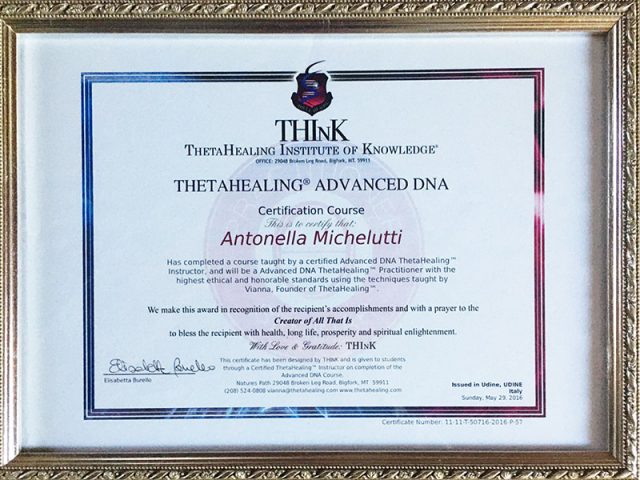 THInK
THETAHEALING INSTITUTE OF KNOWLEDGE®
OFFICE: 29048 Broken Leg Road, Bigfork, MT. 59911
THETAHEALING® ADVANCED DNA
Certification Course
This is to certify that:
Antonella Michelutti
Has completed a course taught by a certified Advanced DNA ThetaHealing™
Instructor, and will be a Advanced DNA ThetaHealing™ Practitioner with the
highest ethical and honorable standards using the techniques taught by
Vianna, Founder of ThetaHealing™.
We make this award in recognition of the recipient's accomplishments and with a prayer to the
Creator of All That Is
to bless the recipient with health, long life, prosperity and spiritual enlightenment.
With Love & Gratitude: THInK
Elisabetta Burello
Elisabetta Burello
This certificate has been designed by THInK and is given to students
through a Certified ThetaHealing™ Instructor on completion of the
Advanced DNA Course.
Natures Path 29048 Broken Leg Road, Bigfork, MT 59911
(208) 524-0808 vianna@thetahealing.com www.thetahealing.com
Issued in Udine, UDINE
Italy
Sunday, May 29, 2016
Certificate Number: 11-11-T-50716-2016-P-57